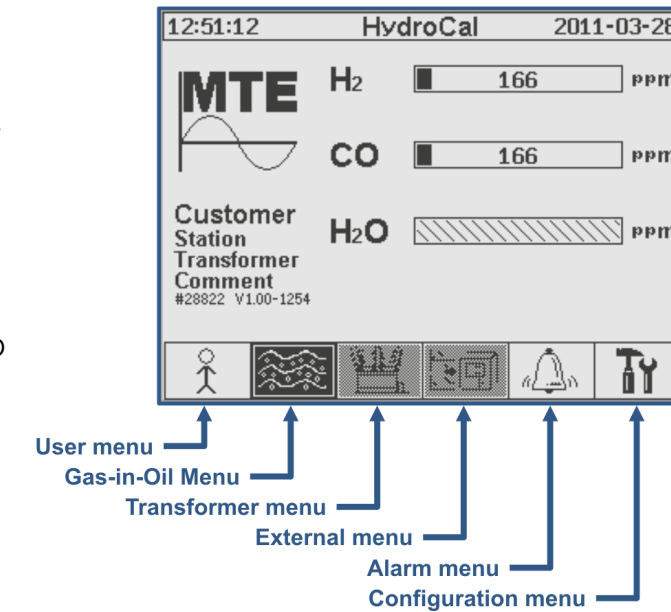 12:51:12 HydroCal 2011-03-28
MTE
H₂ 166 ppm
CO 166 ppm
H₂O ppm
Customer
Station
Transformer
Comment
#28822 V1.00-1254
User menu
Gas-in-Oil Menu
Transformer menu
External menu
Alarm menu
Configuration menu